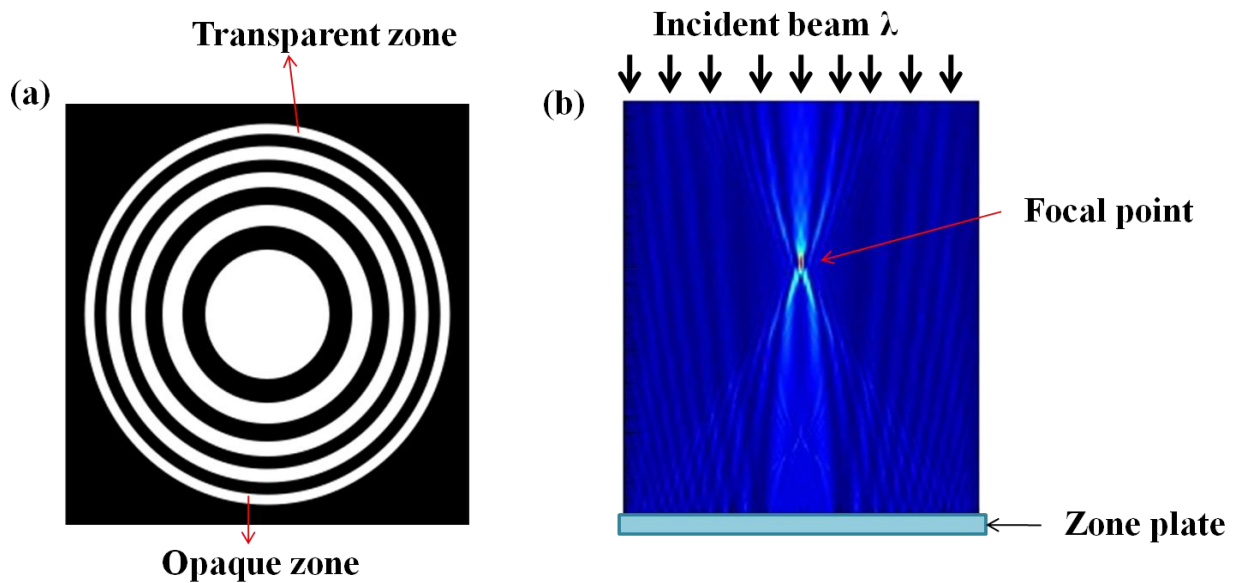 Transparent zone
(a)
Opaque zone
Incident beam λ
(b)
Focal point
Zone plate